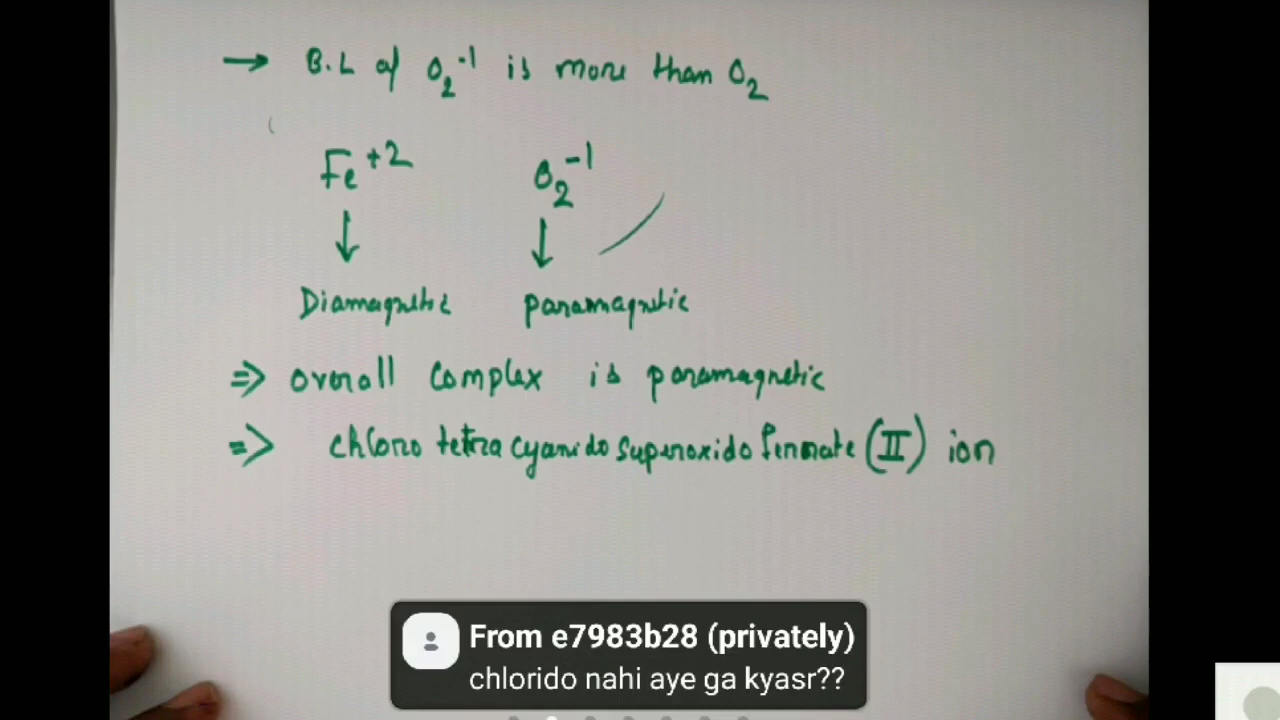 → B.L of O₂⁻¹ is more than O₂
Fe⁺² O₂⁻¹
↓ ↓
Diamagnetic paramagnetic
⇒ overall complex is paramagnetic
⇒ chloro tetra cyanido superoxido ferrate (II) ion
From e7983b28 (privately)
chlorido nahi aye ga kyasr??